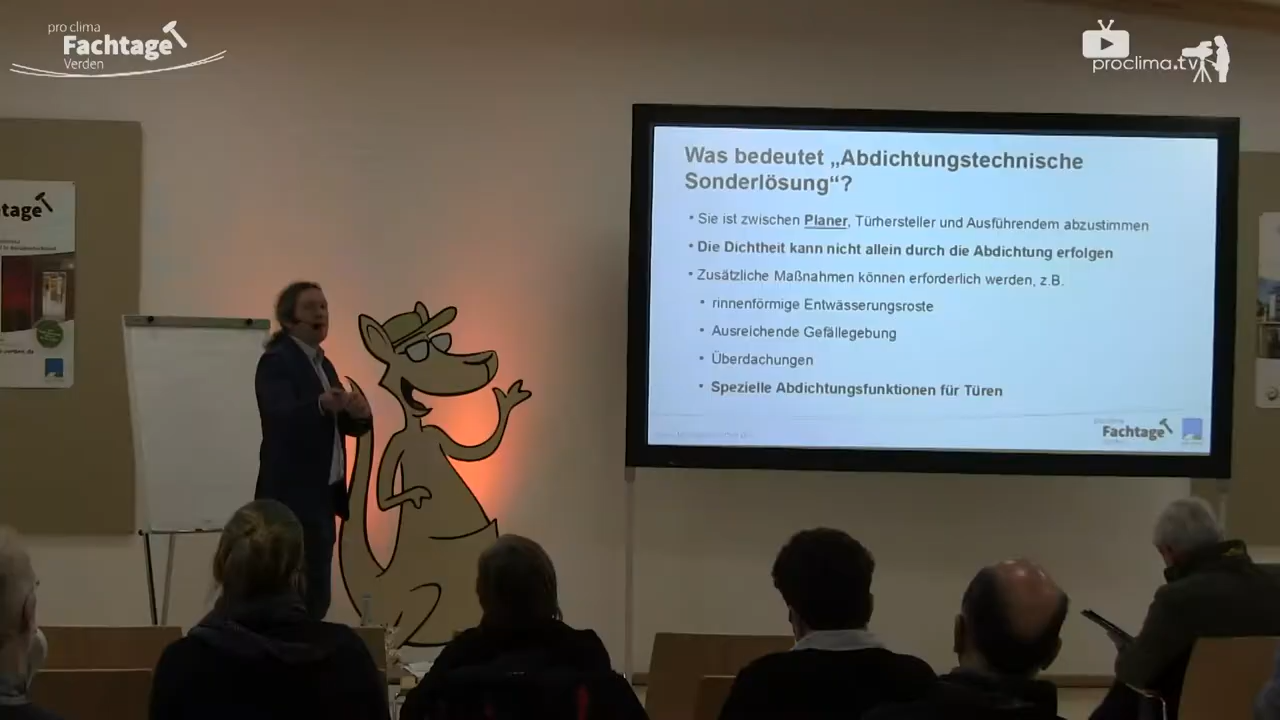 pro clima
Fachtage
Verden
proclima.tv
tage
Was bedeutet „Abdichtungstechnische
Sonderlösung“?
• Sie ist zwischen Planer, Türhersteller und Ausführendem abzustimmen
• Die Dichtheit kann nicht allein durch die Abdichtung erfolgen
• Zusätzliche Maßnahmen können erforderlich werden, z.B.
• rinnenförmige Entwässerungsroste
• Ausreichende Gefällegebung
• Überdachungen
• Spezielle Abdichtungsfunktionen für Türen
Fachtage